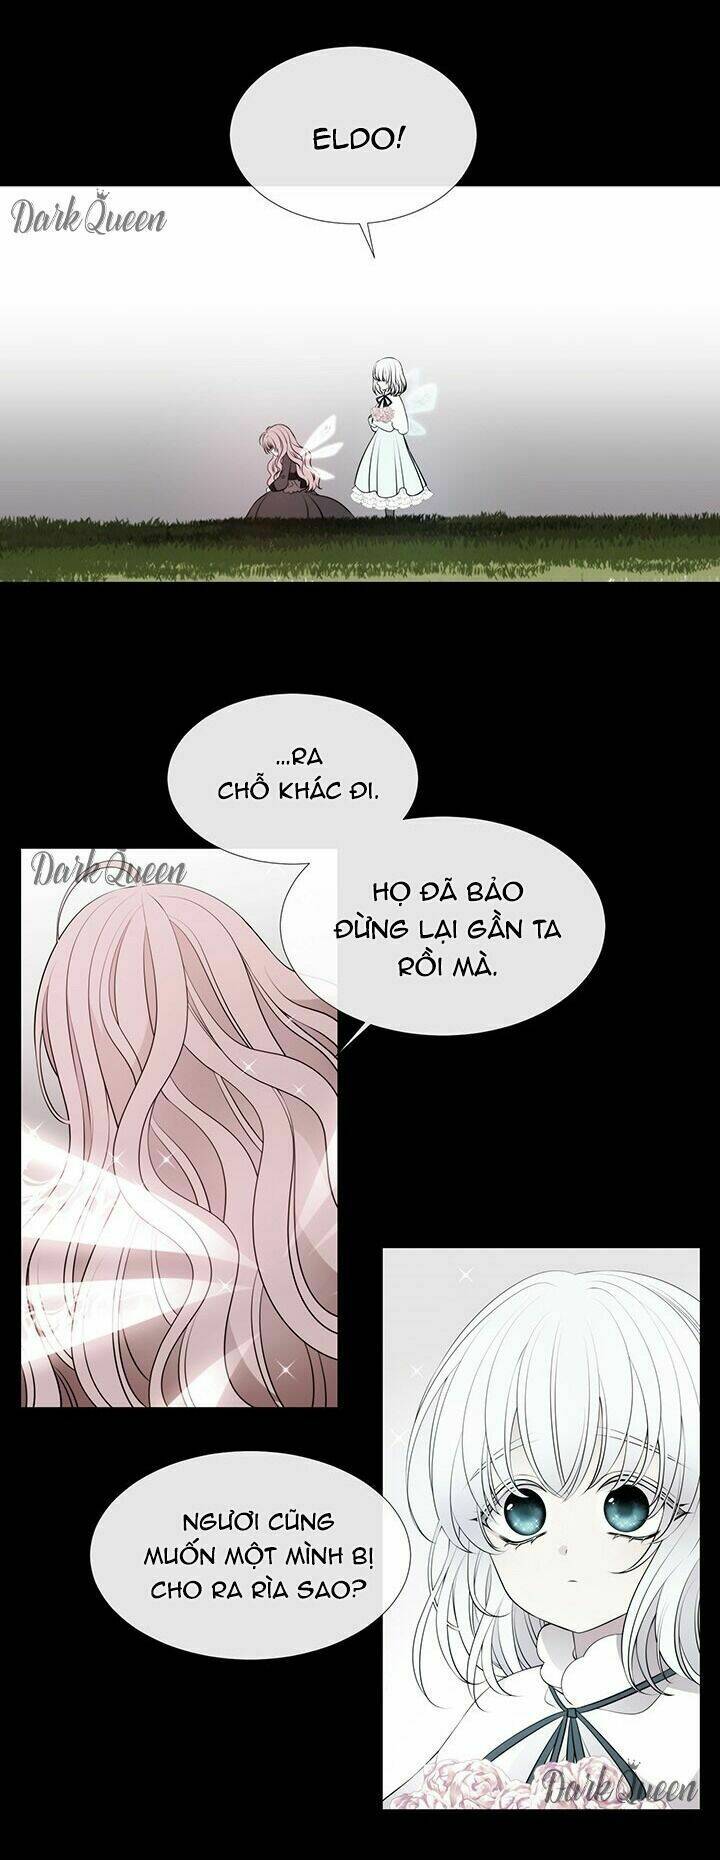 ELDO!
Dark Queen
...RA
CHỖ KHÁC ĐI.
Dark Queen
HỌ ĐÃ BẢO
ĐỪNG LẠI GẦN TA
RỒI MÀ.
NGƯƠI CŨNG
MUỐN MỘT MÌNH BỊ
CHO RA RÌA SAO?
Dark Queen